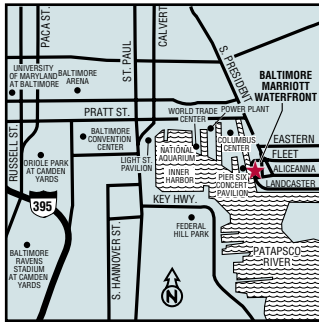 PACA ST.
ST. PAUL
CALVERT
S. PRESIDENT
UNIVERSITY
OF MARYLAND
AT BALTIMORE
BALTIMORE
ARENA
BALTIMORE
MARRIOTT
WATERFRONT
WORLD TRADE
CENTER
POWER PLANT
PRATT ST.
RUSSELL ST.
BALTIMORE
CONVENTION
CENTER
LIGHT ST.
PAVILION
NATIONAL
AQUARIUM
COLUMBUS
CENTER
EASTERN
FLEET
ALICEANNA
LANDCASTER
ORIOLE PARK
AT CAMDEN
YARDS
INNER
HARBOR
PIER SIX
CONCERT
PAVILION
395
KEY HWY.
S. HANNOVER ST.
FEDERAL
HILL PARK
PATAPSCO
RIVER
BALTIMORE
RAVENS
STADIUM
AT CAMDEN
YARDS
N